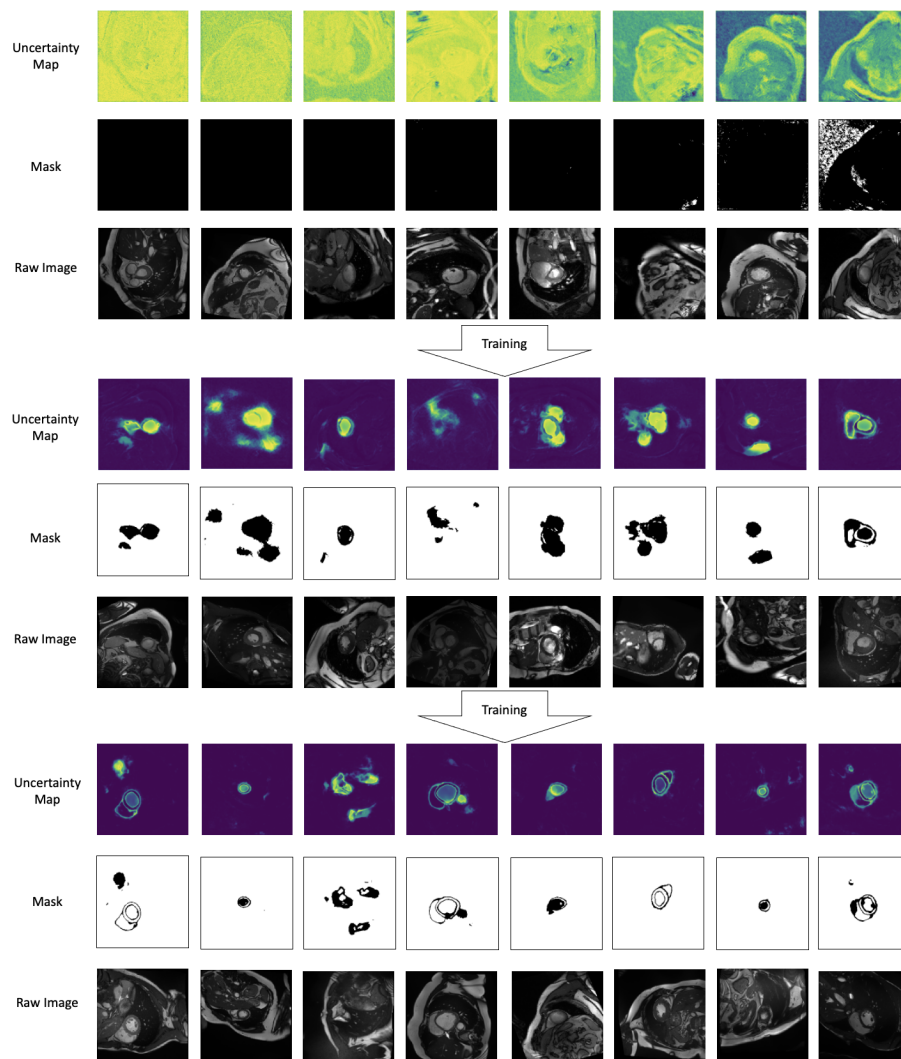 Uncertainty
Map
Mask
Raw Image
Training
Uncertainty
Map
Mask
Raw Image
Training
Uncertainty
Map
Mask
Raw Image